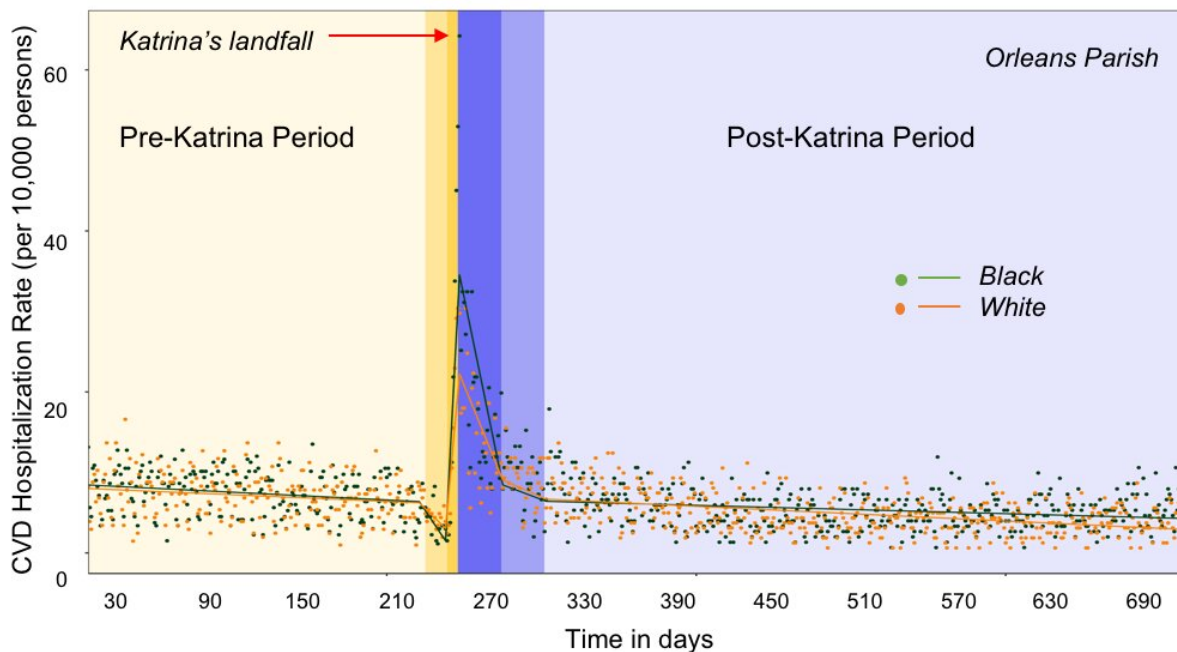 Katrina's landfall
Orleans Parish
Pre-Katrina Period
Post-Katrina Period
Black
White
CVD Hospitalization Rate (per 10,000 persons)
60
40
20
0
30 90 150 210 270 330 390 450 510 570 630 690
Time in days